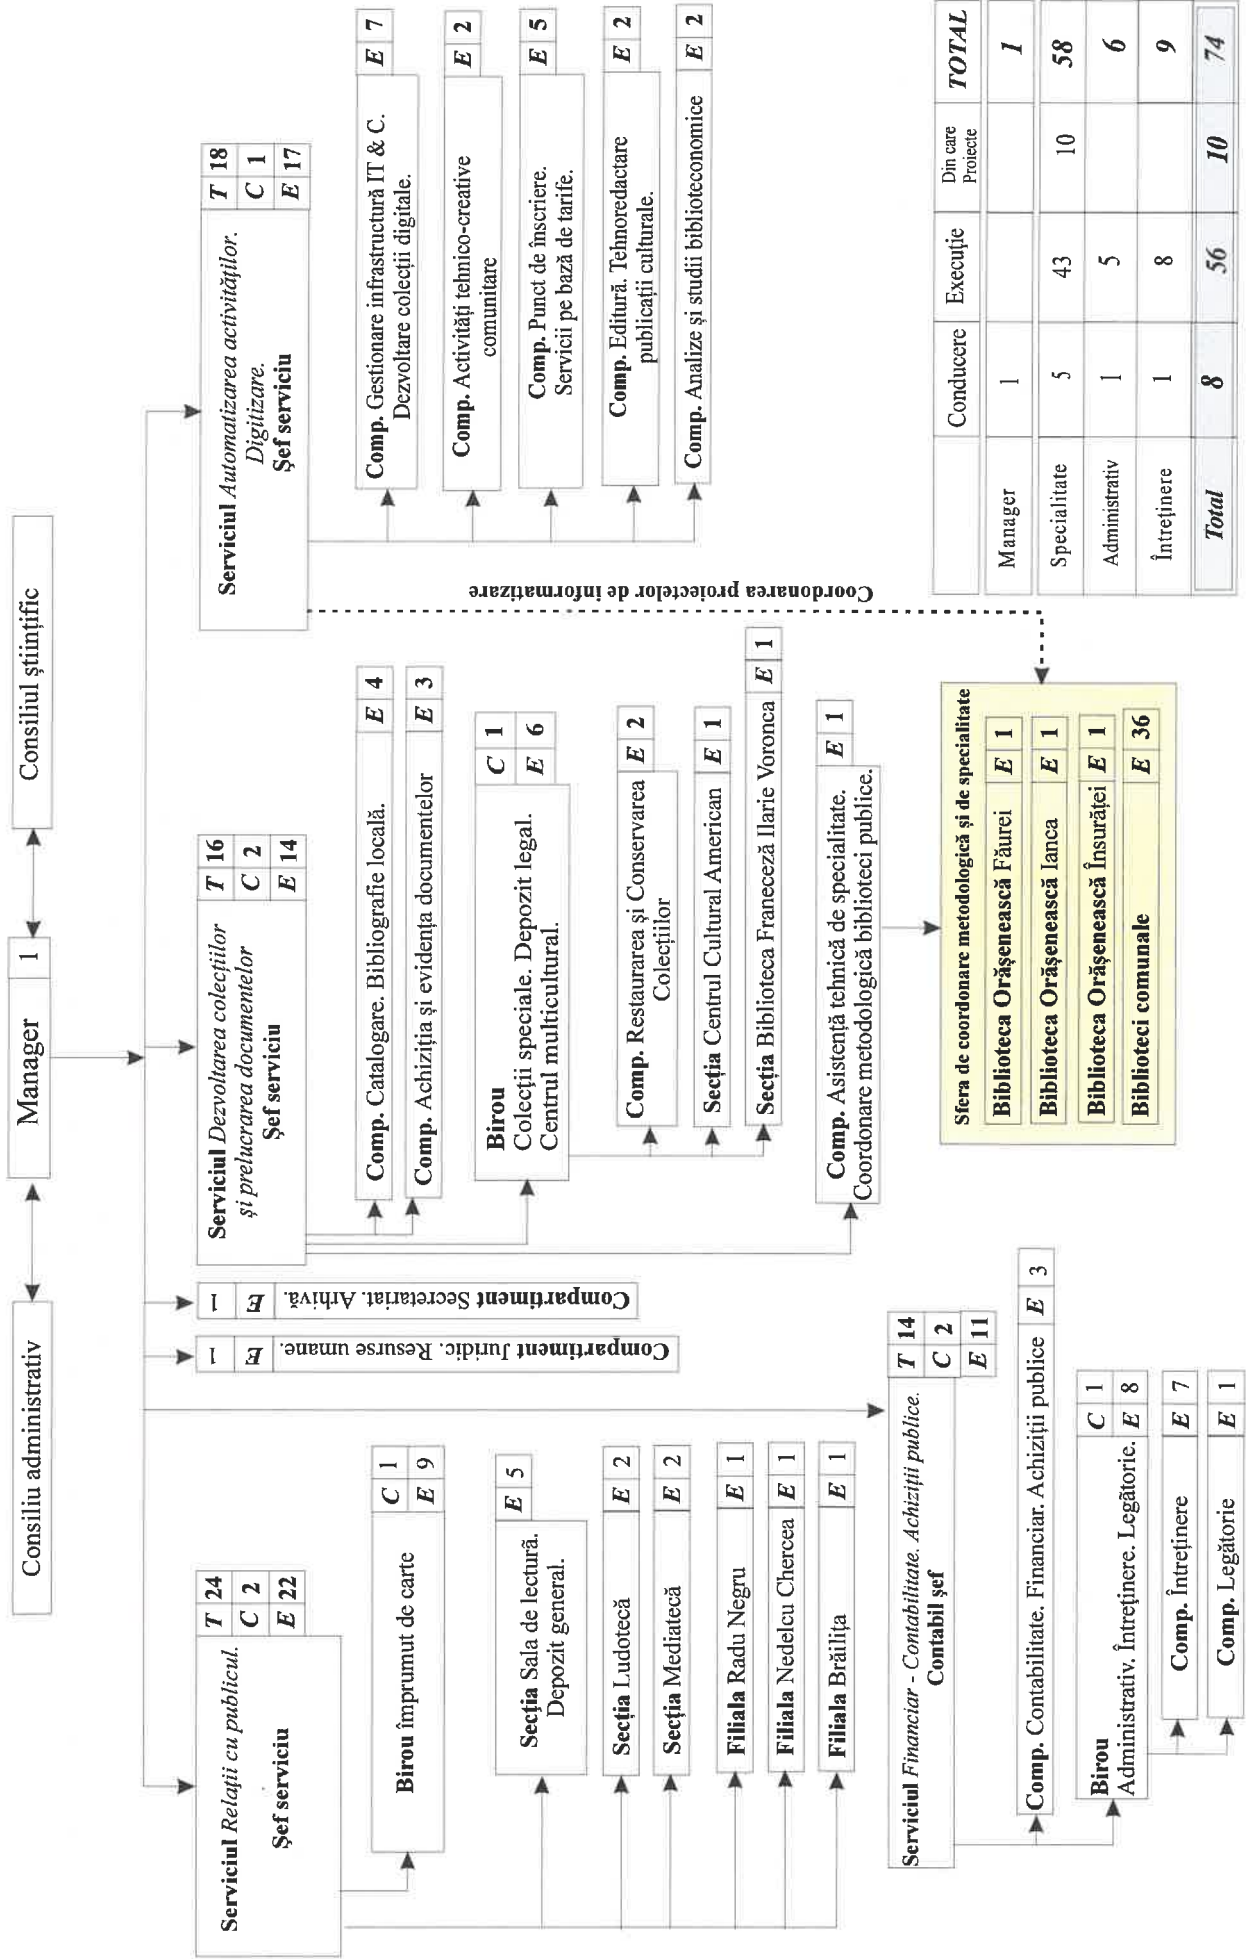 Consiliu administrativ
Manager 1
Consiliul științific
Serviciul Relații cu publicul.
Șef serviciu
T 24
C 2
E 22
Birou împrumut de carte
C 1
E 9
Secția Sala de lectură.
Depozit general.
E 5
Secția Ludotecă E 2
Secția Mediatecă E 2
Filiala Radu Negru E 1
Filiala Nedelcu Chercea E 1
Filiala Brăilița E 1
Compartiment Juridic. Resurse umane. E 1
Compartiment Secretariat. Arhivă. E 1
Serviciul Financiar - Contabilitate. Achiziții publice.
Contabil șef
T 14
C 2
E 11
Comp. Contabilitate. Financiar. Achiziții publice E 3
Birou
Administrativ. Întreținere. Legătorie.
C 1
E 8
Comp. Întreținere E 7
Comp. Legătorie E 1
Serviciul Dezvoltarea colecțiilor
și prelucrarea documentelor
Șef serviciu
T 16
C 2
E 14
Comp. Catalogare. Bibliografie locală. E 4
Comp. Achiziția și evidența documentelor E 3
Birou
Colecții speciale. Depozit legal.
Centrul multicultural.
C 1
E 6
Comp. Restaurarea și Conservarea
Colecțiilor
E 2
Secția Centrul Cultural American E 1
Secția Biblioteca Franeceză Ilarie Voronca E 1
Comp. Asistență tehnică de specialitate.
Coordonare metodologică biblioteci publice.
E 1
Sfera de coordonare metodologică și de specialitate
Biblioteca Orășenească Făurei E 1
Biblioteca Orășenească Ianca E 1
Biblioteca Orășenească Însurăței E 1
Biblioteci comunale E 36
Coordonarea proiectelor de informatizare
Serviciul Automatizarea activităților.
Digitizare.
Șef serviciu
T 18
C 1
E 17
Comp. Gestionare infrastructură IT & C.
Dezvoltare colecții digitale.
E 7
Comp. Activități tehnico-creative
comunitare
E 2
Comp. Punct de înscriere.
Servicii pe bază de tarife.
E 5
Comp. Editură. Tehnoredactare
publicații culturale.
E 2
Comp. Analize și studii biblioteconomice E 2
Conducere Execuție Din care Proiecte TOTAL
Manager 1 1
Specialitate 5 43 10 58
Administrativ 1 5 6
Întreținere 1 8 9
Total 8 56 10 74